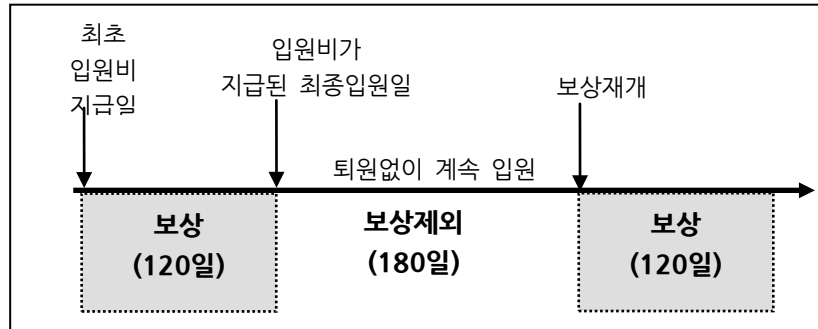 최초
입원비
지급일
입원비가
지급된 최종입원일
보상재개
퇴원없이 계속 입원
보상
(120일)
보상제외
(180일)
보상
(120일)